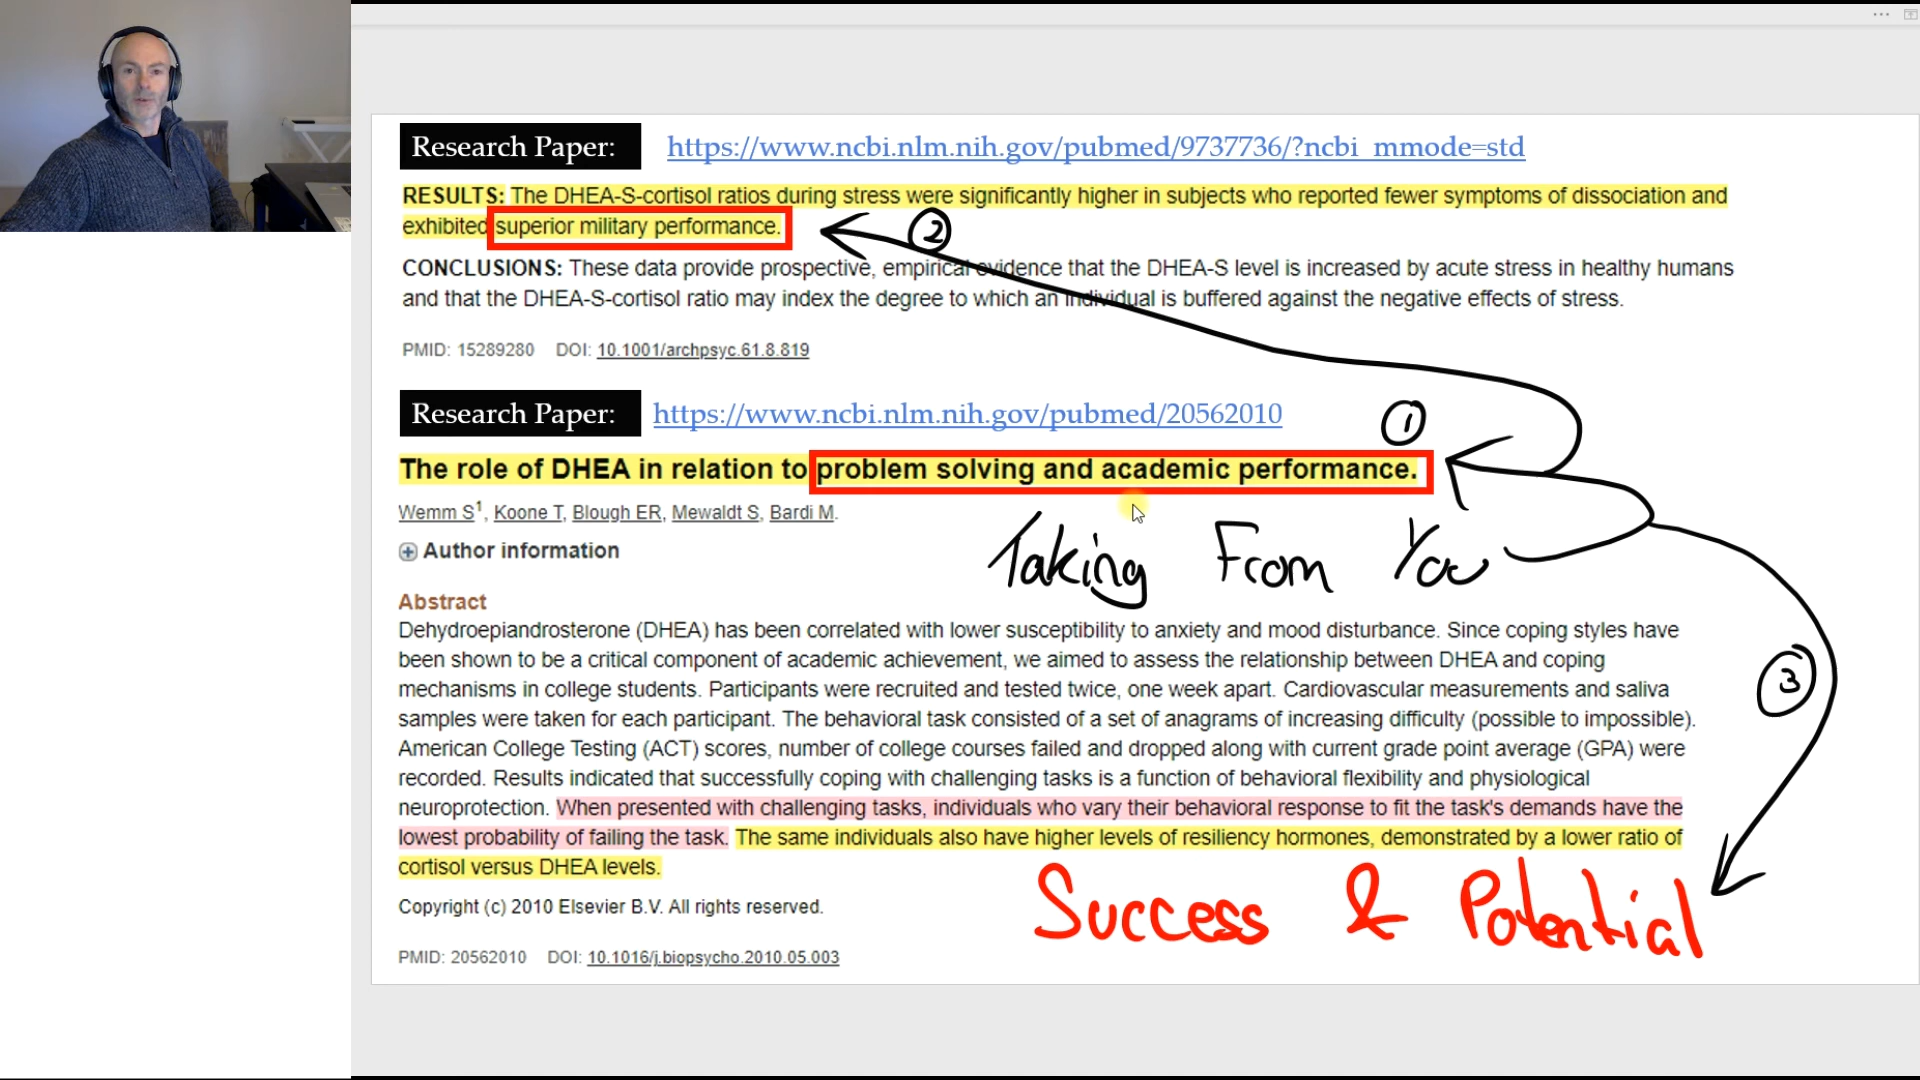 Research Paper: https://www.ncbi.nlm.nih.gov/pubmed/9737736/?ncbi_mmode=std
RESULTS: The DHEA-S-cortisol ratios during stress were significantly higher in subjects who reported fewer symptoms of dissociation and
exhibited superior military performance.
2
CONCLUSIONS: These data provide prospective, empirical evidence that the DHEA-S level is increased by acute stress in healthy humans
and that the DHEA-S-cortisol ratio may index the degree to which an individual is buffered against the negative effects of stress.
PMID: 15289280 DOI: 10.1001/archpsyc.61.8.819
Research Paper: https://www.ncbi.nlm.nih.gov/pubmed/20562010
1
The role of DHEA in relation to problem solving and academic performance.
Wemm S1, Koone T, Blough ER, Mewaldt S, Bardi M.
Author information
Taking From You
Abstract
Dehydroepiandrosterone (DHEA) has been correlated with lower susceptibility to anxiety and mood disturbance. Since coping styles have
been shown to be a critical component of academic achievement, we aimed to assess the relationship between DHEA and coping
mechanisms in college students. Participants were recruited and tested twice, one week apart. Cardiovascular measurements and saliva
samples were taken for each participant. The behavioral task consisted of a set of anagrams of increasing difficulty (possible to impossible).
American College Testing (ACT) scores, number of college courses failed and dropped along with current grade point average (GPA) were
recorded. Results indicated that successfully coping with challenging tasks is a function of behavioral flexibility and physiological
neuroprotection. When presented with challenging tasks, individuals who vary their behavioral response to fit the task's demands have the
lowest probability of failing the task. The same individuals also have higher levels of resiliency hormones, demonstrated by a lower ratio of
cortisol versus DHEA levels.
3
Copyright (c) 2010 Elsevier B.V. All rights reserved.
Success & Potential
PMID: 20562010 DOI: 10.1016/j.biopsycho.2010.05.003